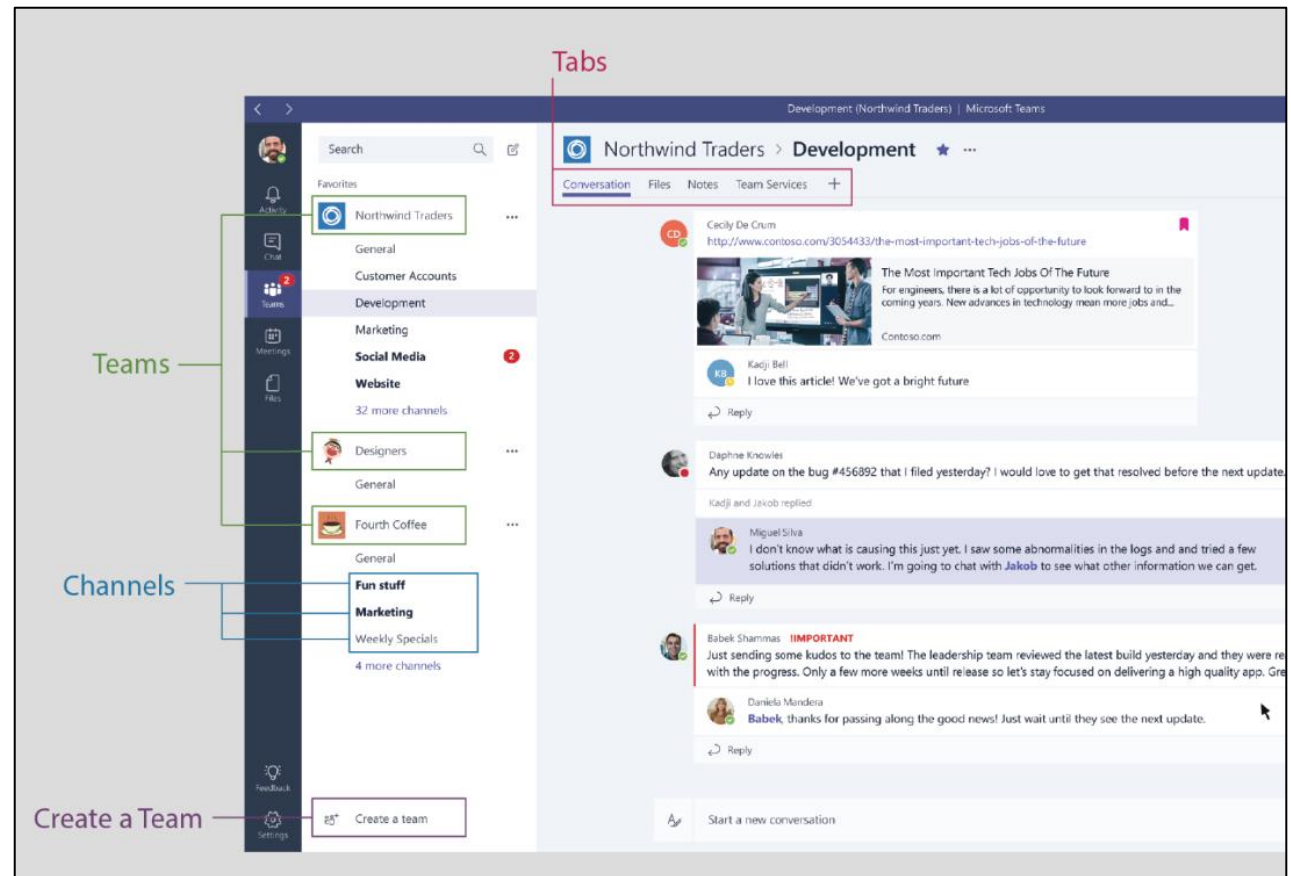 Tabs
Development (Northwind Traders) | Microsoft Teams
Search
Northwind Traders > Development
Conversation Files Notes Team Services +
Activity
Chat
2
Teams
Meetings
Files
Feedback
Settings
Favorites
Northwind Traders
General
Customer Accounts
Development
Marketing
Social Media 2
Website
32 more channels
Designers
General
Fourth Coffee
General
Fun stuff
Marketing
Weekly Specials
4 more channels
Create a team
Teams
Channels
Create a Team
CD
Cecily De Crum
http://www.contoso.com/3054433/the-most-important-tech-jobs-of-the-future
The Most Important Tech Jobs Of The Future
For engineers, there is a lot of opportunity to look forward to in the
coming years. New advances in technology mean more jobs and...
Contoso.com
KB
Kadji Bell
I love this article! We've got a bright future
Reply
Daphne Knowles
Any update on the bug #456892 that I filed yesterday? I would love to get that resolved before the next update.
Kadji and Jakob replied
Miguel Silva
I don't know what is causing this just yet. I saw some abnormalities in the logs and and tried a few
solutions that didn't work. I'm going to chat with Jakob to see what other information we can get.
Reply
Babek Shammas !IMPORTANT
Just sending some kudos to the team! The leadership team reviewed the latest build yesterday and they were re
with the progress. Only a few more weeks until release so let's stay focused on delivering a high quality app. Gre
Daniela Mandera
Babek, thanks for passing along the good news! Just wait until they see the next update.
Reply
Start a new conversation